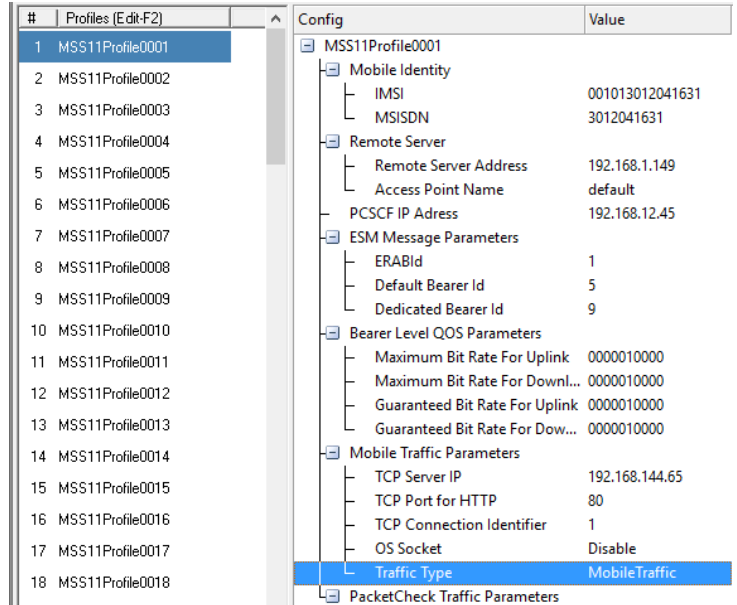 # Profiles (Edit-F2)
1 MSS11Profile0001
2 MSS11Profile0002
3 MSS11Profile0003
4 MSS11Profile0004
5 MSS11Profile0005
6 MSS11Profile0006
7 MSS11Profile0007
8 MSS11Profile0008
9 MSS11Profile0009
10 MSS11Profile0010
11 MSS11Profile0011
12 MSS11Profile0012
13 MSS11Profile0013
14 MSS11Profile0014
15 MSS11Profile0015
16 MSS11Profile0016
17 MSS11Profile0017
18 MSS11Profile0018
Config Value
MSS11Profile0001
Mobile Identity
IMSI 001013012041631
MSISDN 3012041631
Remote Server
Remote Server Address 192.168.1.149
Access Point Name default
PCSCF IP Adress 192.168.12.45
ESM Message Parameters
ERABId 1
Default Bearer Id 5
Dedicated Bearer Id 9
Bearer Level QOS Parameters
Maximum Bit Rate For Uplink 0000010000
Maximum Bit Rate For Downl... 0000010000
Guaranteed Bit Rate For Uplink 0000010000
Guaranteed Bit Rate For Dow... 0000010000
Mobile Traffic Parameters
TCP Server IP 192.168.144.65
TCP Port for HTTP 80
TCP Connection Identifier 1
OS Socket Disable
Traffic Type MobileTraffic
PacketCheck Traffic Parameters